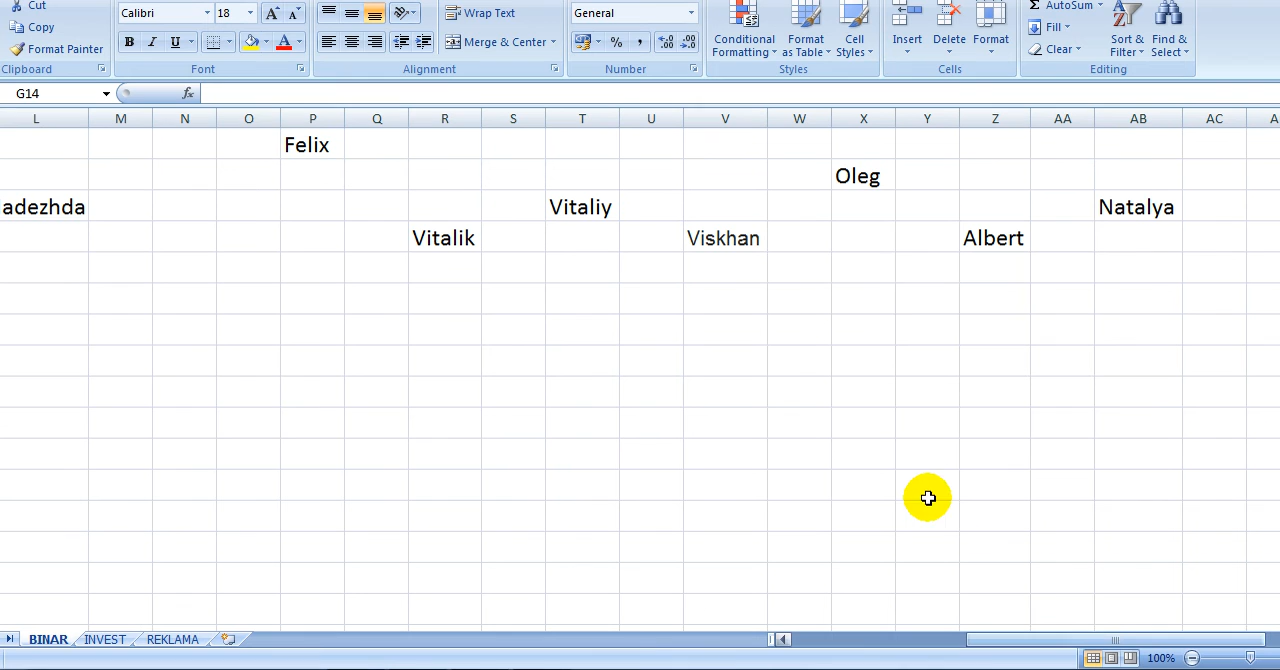 Cut
Copy
Format Painter
Clipboard
Calibri 18 A A
B I U A
Font
Wrap Text
Merge & Center
Alignment
General
% , .00
Number
Conditional Formatting
Format as Table
Cell Styles
Styles
Insert
Delete
Format
Cells
Σ AutoSum
Fill
Clear
Sort & Filter
Find & Select
Editing
G14 fx
L M N O P Q R S T U V W X Y Z AA AB AC A
Felix
Oleg
adezhda Vitaliy Natalya
Vitalik Viskhan Albert
BINAR INVEST REKLAMA
100%